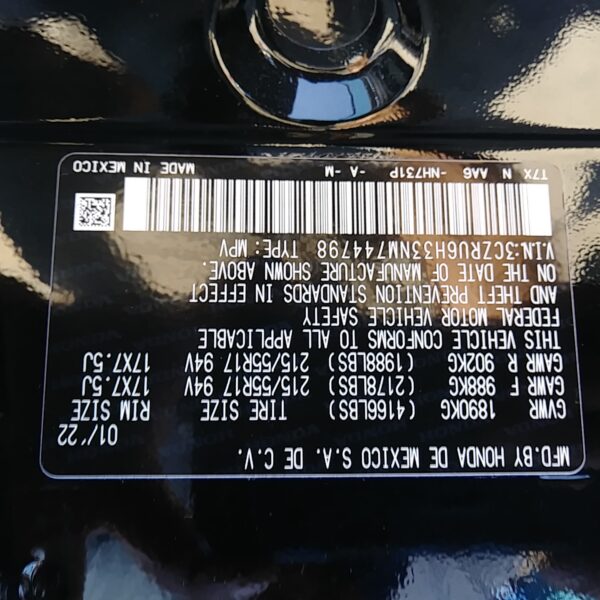 MFD.BY HONDA DE MEXICO S.A. DE C.V.
01/'22
GVWR 1890KG (4166LBS) TIRE SIZE RIM SIZE
GAWR F 988KG (2178LBS) 215/55R17 94V 17X7.5J
GAWR R 902KG (1988LBS) 215/55R17 94V 17X7.5J
THIS VEHICLE CONFORMS TO ALL APPLICABLE
FEDERAL MOTOR VEHICLE SAFETY
AND THEFT PREVENTION STANDARDS IN EFFECT
ON THE DATE OF MANUFACTURE SHOWN ABOVE.
V.I.N:3CZRU6H33NM744798 TYPE: MPV
T7X N AA6 -NH731P -A -M MADE IN MEXICO